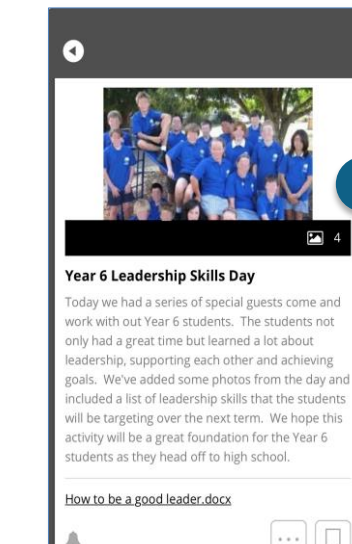 4
Year 6 Leadership Skills Day
Today we had a series of special guests come and
work with out Year 6 students. The students not
only had a great time but learned a lot about
leadership, supporting each other and achieving
goals. We've added some photos from the day and
included a list of leadership skills that the students
will be targeting over the next term. We hope this
activity will be a great foundation for the Year 6
students as they head off to high school.
How to be a good leader.docx